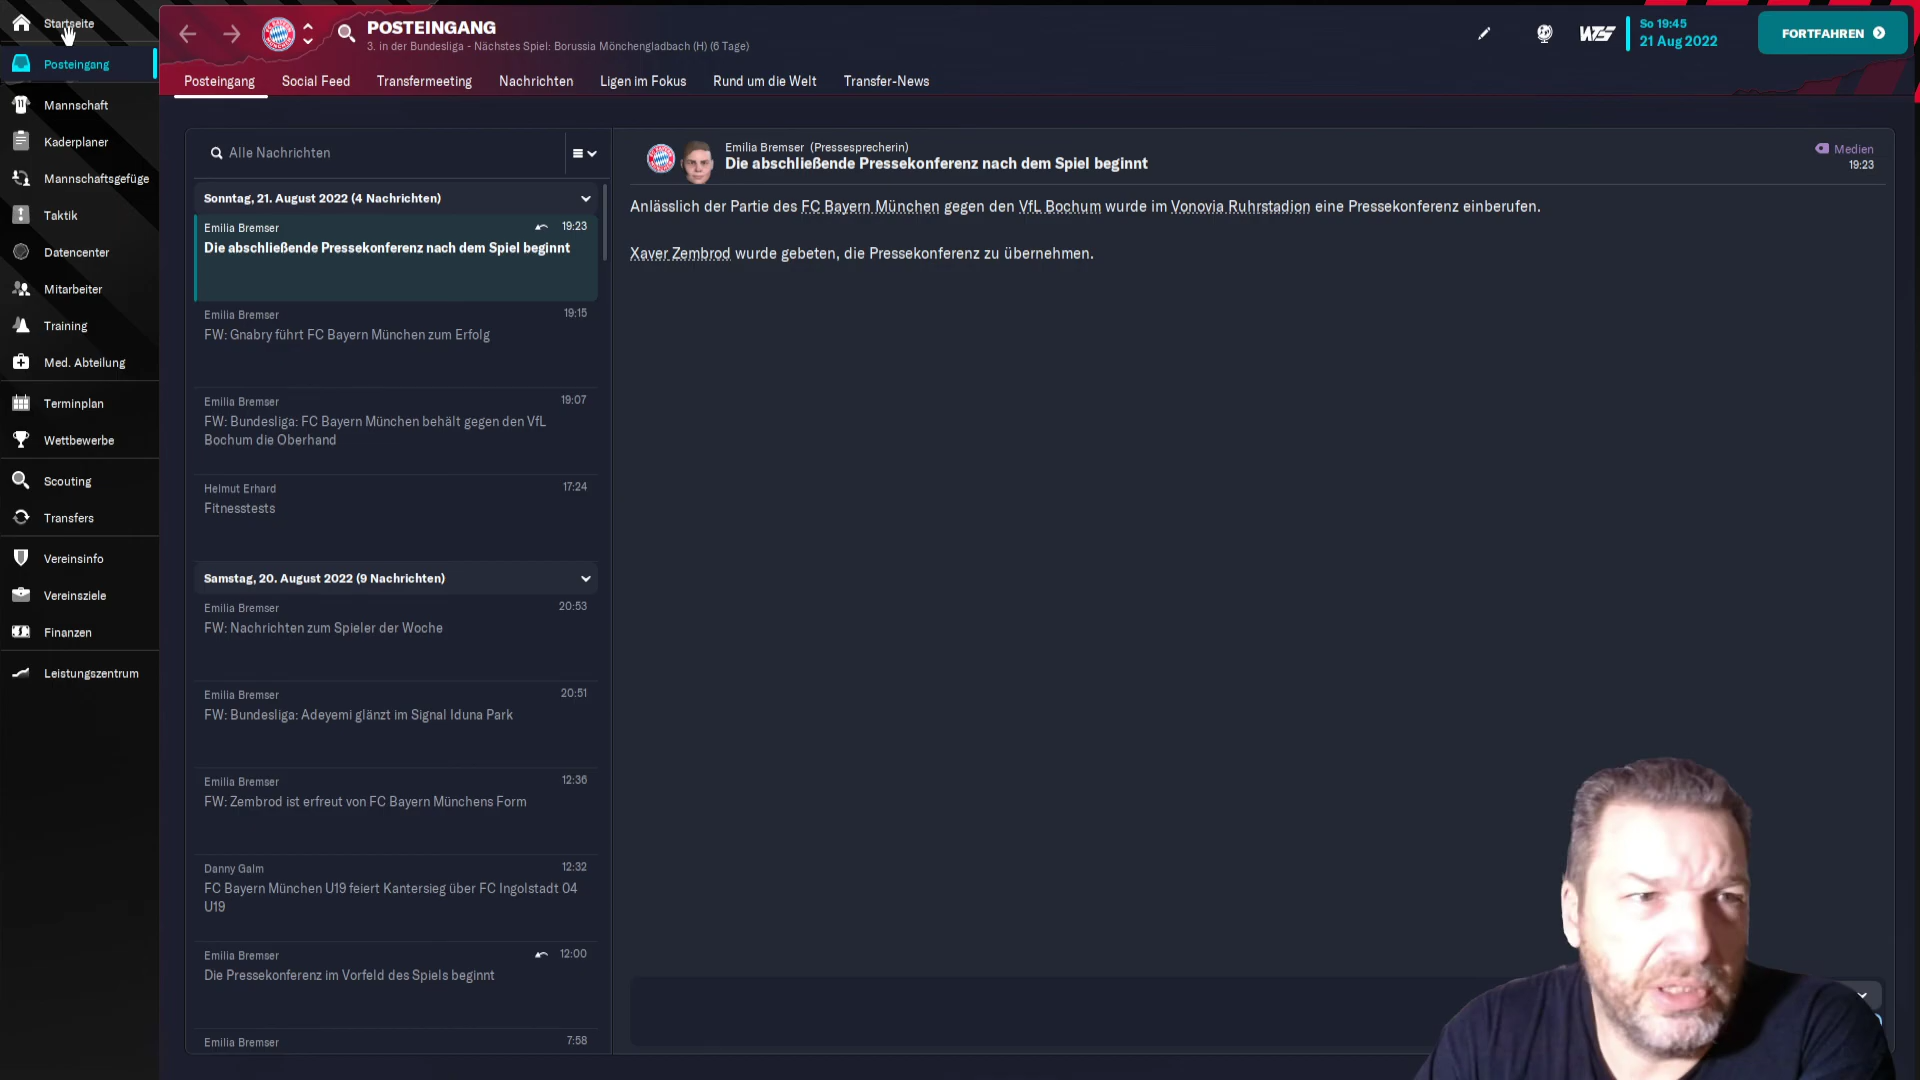 Startseite
Posteingang
Mannschaft
Kaderplaner
Mannschaftsgefüge
Taktik
Datencenter
Mitarbeiter
Training
Med. Abteilung
Terminplan
Wettbewerbe
Scouting
Transfers
Vereinsinfo
Vereinsziele
Finanzen
Leistungszentrum
POSTEINGANG
3. in der Bundesliga - Nächstes Spiel: Borussia Mönchengladbach (H) (6 Tage)
So 19:45
21 Aug 2022
FORTFAHREN
Posteingang
Social Feed
Transfermeeting
Nachrichten
Ligen im Fokus
Rund um die Welt
Transfer-News
Alle Nachrichten
Sonntag, 21. August 2022 (4 Nachrichten)
Emilia Bremser 19:23
Die abschließende Pressekonferenz nach dem Spiel beginnt
Emilia Bremser 19:15
FW: Gnabry führt FC Bayern München zum Erfolg
Emilia Bremser 19:07
FW: Bundesliga: FC Bayern München behält gegen den VfL
Bochum die Oberhand
Helmut Erhard 17:24
Fitnesstests
Samstag, 20. August 2022 (9 Nachrichten)
Emilia Bremser 20:53
FW: Nachrichten zum Spieler der Woche
Emilia Bremser 20:51
FW: Bundesliga: Adeyemi glänzt im Signal Iduna Park
Emilia Bremser 12:36
FW: Zembrod ist erfreut von FC Bayern Münchens Form
Danny Galm 12:32
FC Bayern München U19 feiert Kantersieg über FC Ingolstadt 04
U19
Emilia Bremser 12:00
Die Pressekonferenz im Vorfeld des Spiels beginnt
Emilia Bremser 7:58
Emilia Bremser (Pressesprecherin)
Die abschließende Pressekonferenz nach dem Spiel beginnt
Medien
19:23
Anlässlich der Partie des FC Bayern München gegen den VfL Bochum wurde im Vonovia Ruhrstadion eine Pressekonferenz einberufen.
Xaver Zembrod wurde gebeten, die Pressekonferenz zu übernehmen.